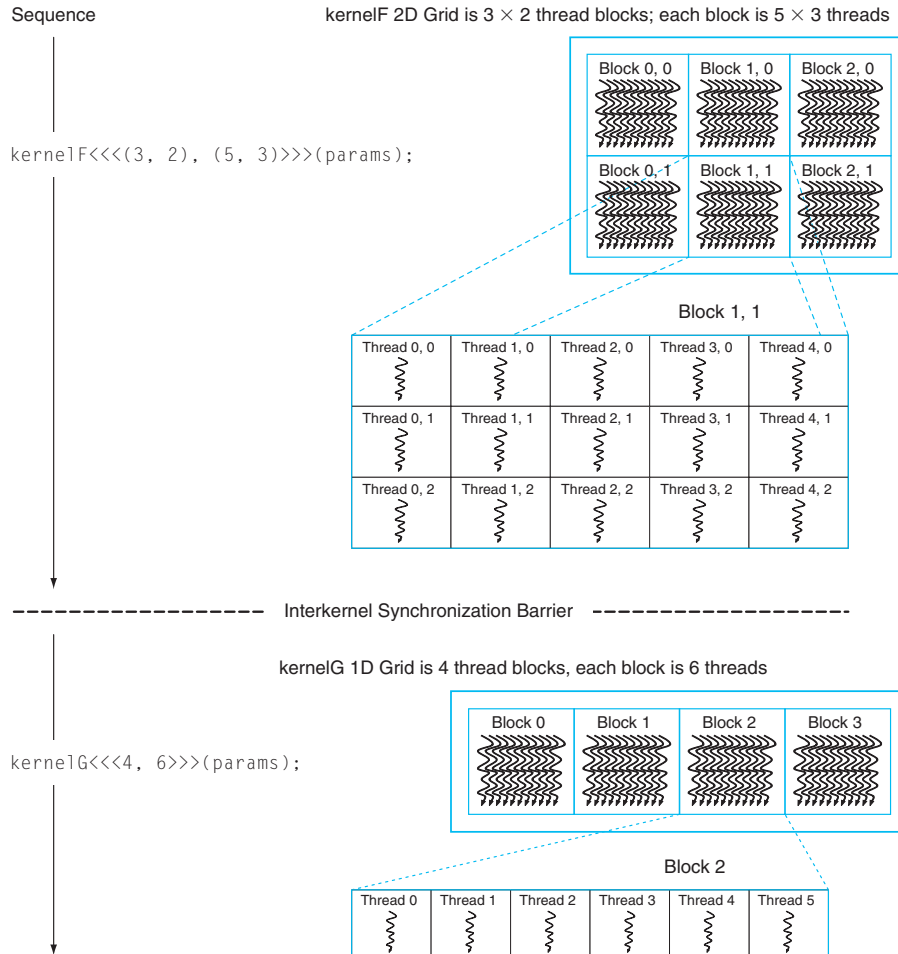 Sequence
kernelF 2D Grid is 3 × 2 thread blocks; each block is 5 × 3 threads
Block 0, 0 Block 1, 0 Block 2, 0
kernelF<<<(3, 2), (5, 3)>>>(params);
Block 0, 1 Block 1, 1 Block 2, 1
Block 1, 1
Thread 0, 0 Thread 1, 0 Thread 2, 0 Thread 3, 0 Thread 4, 0
Thread 0, 1 Thread 1, 1 Thread 2, 1 Thread 3, 1 Thread 4, 1
Thread 0, 2 Thread 1, 2 Thread 2, 2 Thread 3, 2 Thread 4, 2
Interkernel Synchronization Barrier
kernelG 1D Grid is 4 thread blocks, each block is 6 threads
Block 0 Block 1 Block 2 Block 3
kernelG<<<4, 6>>>(params);
Block 2
Thread 0 Thread 1 Thread 2 Thread 3 Thread 4 Thread 5